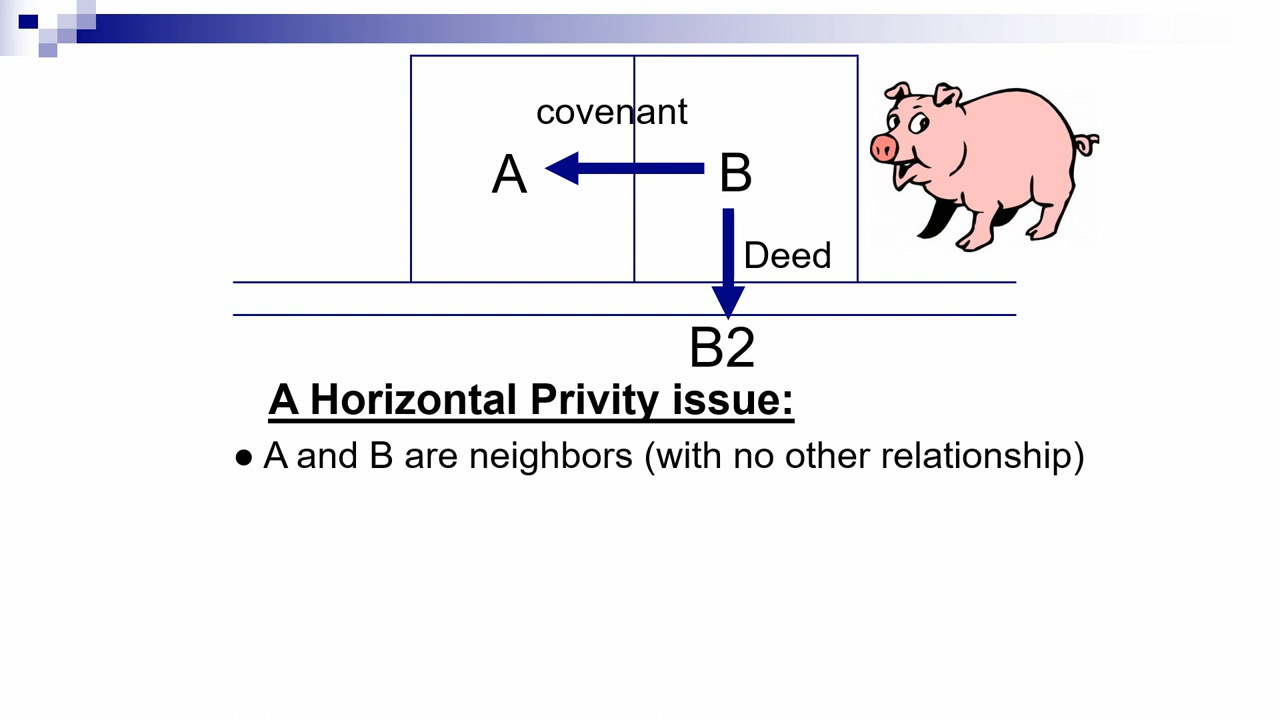 covenant
A B
Deed
B2
A Horizontal Privity issue:
● A and B are neighbors (with no other relationship)